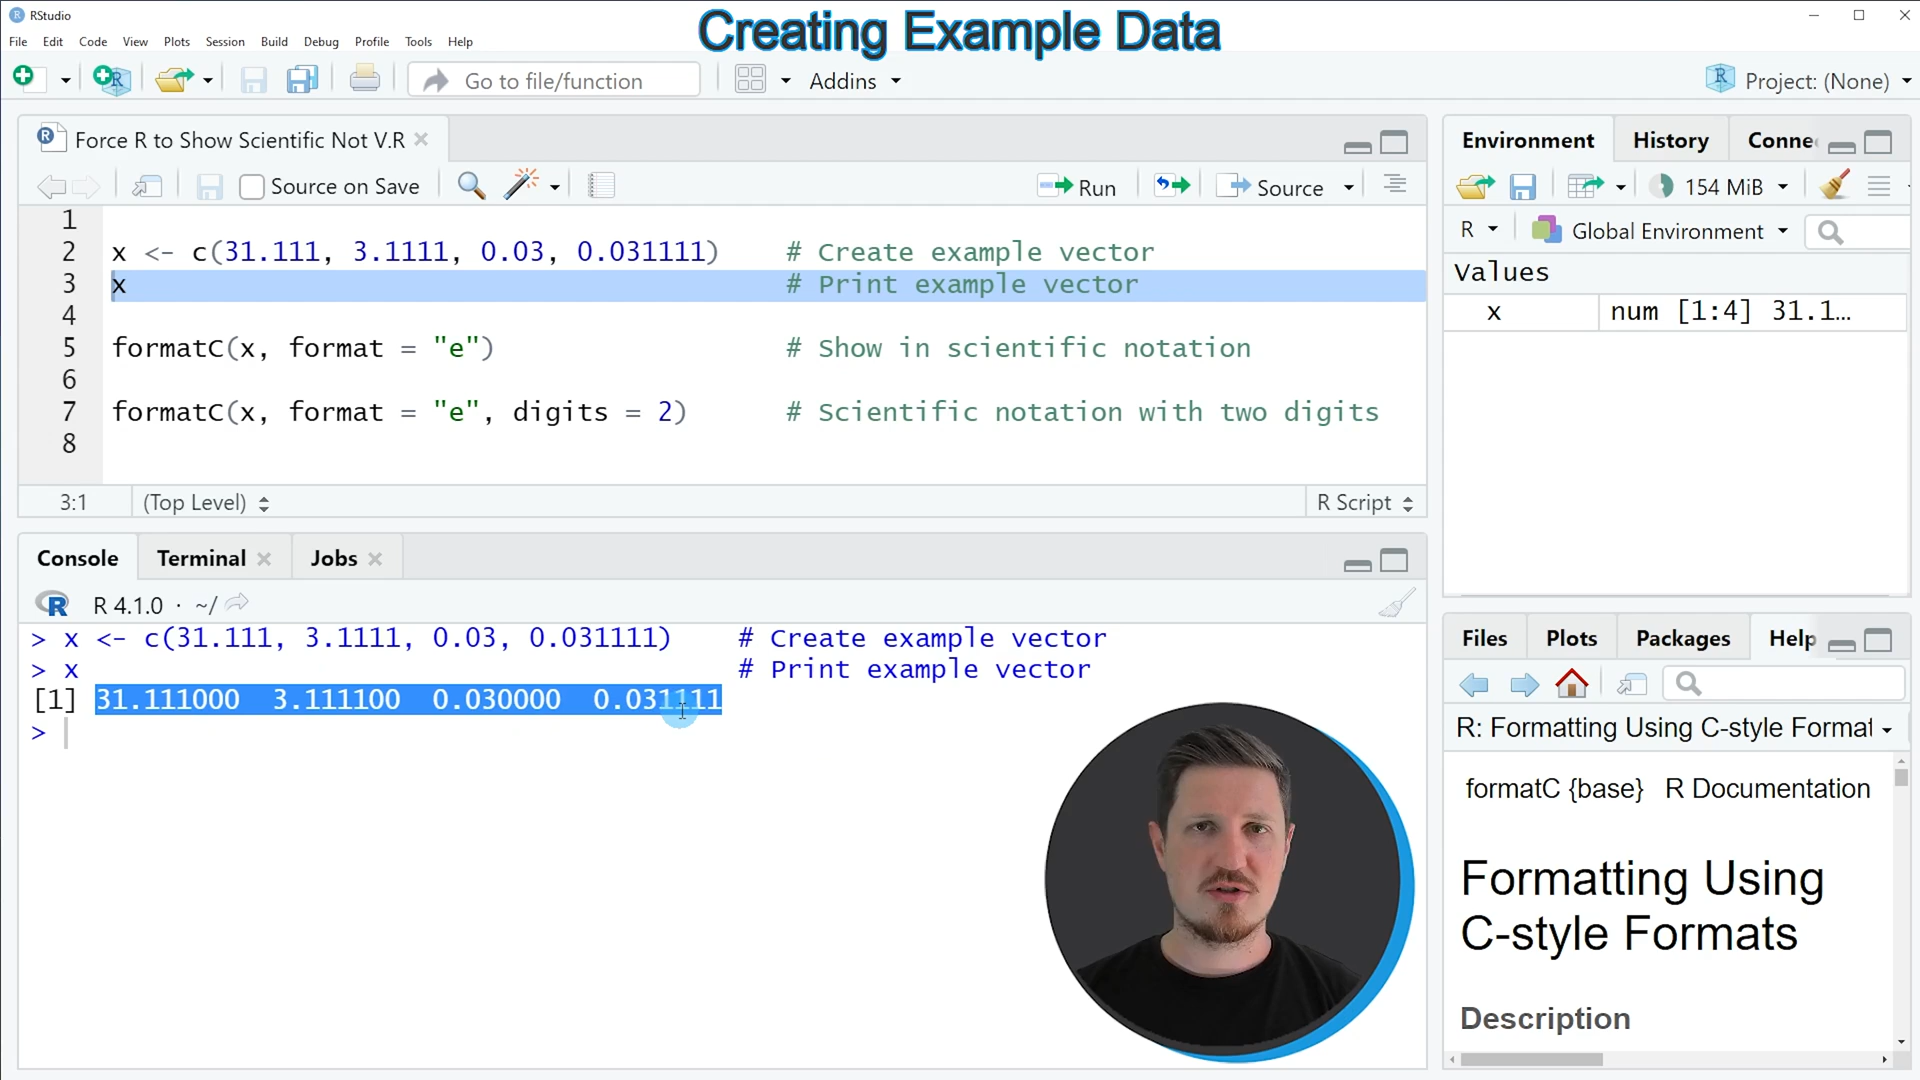 RStudio
Creating Example Data
File Edit Code View Plots Session Build Debug Profile Tools Help
Go to file/function
Addins
Project: (None)
Force R to Show Scientific Not V.R
Source on Save
Run
Source
1
2 x <- c(31.111, 3.1111, 0.03, 0.031111) # Create example vector
3 x # Print example vector
4
5 formatC(x, format = "e") # Show in scientific notation
6
7 formatC(x, format = "e", digits = 2) # Scientific notation with two digits
8
3:1 (Top Level) R Script
Console Terminal Jobs
R 4.1.0 · ~/
> x <- c(31.111, 3.1111, 0.03, 0.031111) # Create example vector
> x # Print example vector
[1] 31.111000 3.111100 0.030000 0.031111
>
Environment History Conne
154 MiB
R Global Environment
Values
x num [1:4] 31.1…
Files Plots Packages Help
R: Formatting Using C-style Format
formatC {base} R Documentation
Formatting Using
C-style Formats
Description